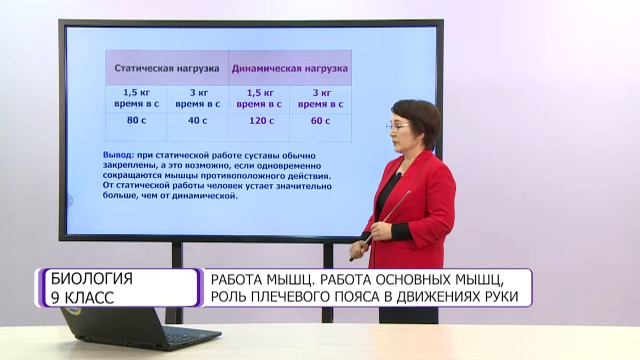 Статическая нагрузка Динамическая нагрузка
1,5 кг 3 кг 1,5 кг 3 кг
время в с время в с время в с время в с
80 с 40 с 120 с 60 с
Вывод: при статической работе суставы обычно
закреплены, а это возможно, если одновременно
сокращаются мышцы противоположного действия.
От статической работы человек устает значительно
больше, чем от динамической.
БИОЛОГИЯ
9 КЛАСС
РАБОТА МЫШЦ. РАБОТА ОСНОВНЫХ МЫШЦ,
РОЛЬ ПЛЕЧЕВОГО ПОЯСА В ДВИЖЕНИЯХ РУКИ